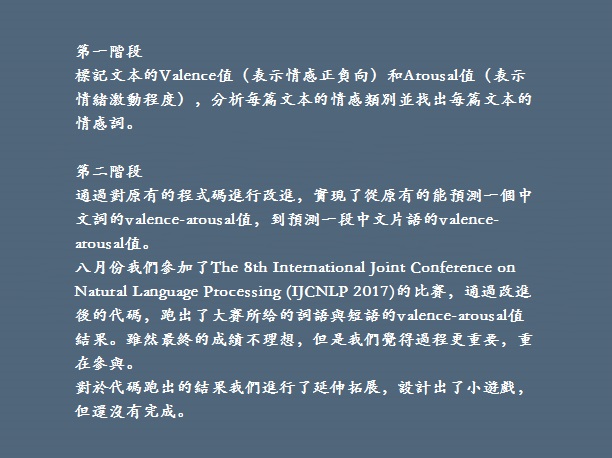 第一階段
標記文本的Valence值（表示情感正負向）和Arousal值（表示
情緒激動程度），分析每篇文本的情感類別並找出每篇文本的
情感詞。
第二階段
通過對原有的程式碼進行改進，實現了從原有的能預測一個中
文詞的valence-arousal值，到預測一段中文片語的valence-
arousal值。
八月份我們參加了The 8th International Joint Conference on
Natural Language Processing (IJCNLP 2017)的比賽，通過改進
後的代碼，跑出了大賽所給的詞語與短語的valence-arousal值
結果。雖然最終的成績不理想，但是我們覺得過程更重要，重
在參與。
對於代碼跑出的結果我們進行了延伸拓展，設計出了小遊戲，
但還沒有完成。